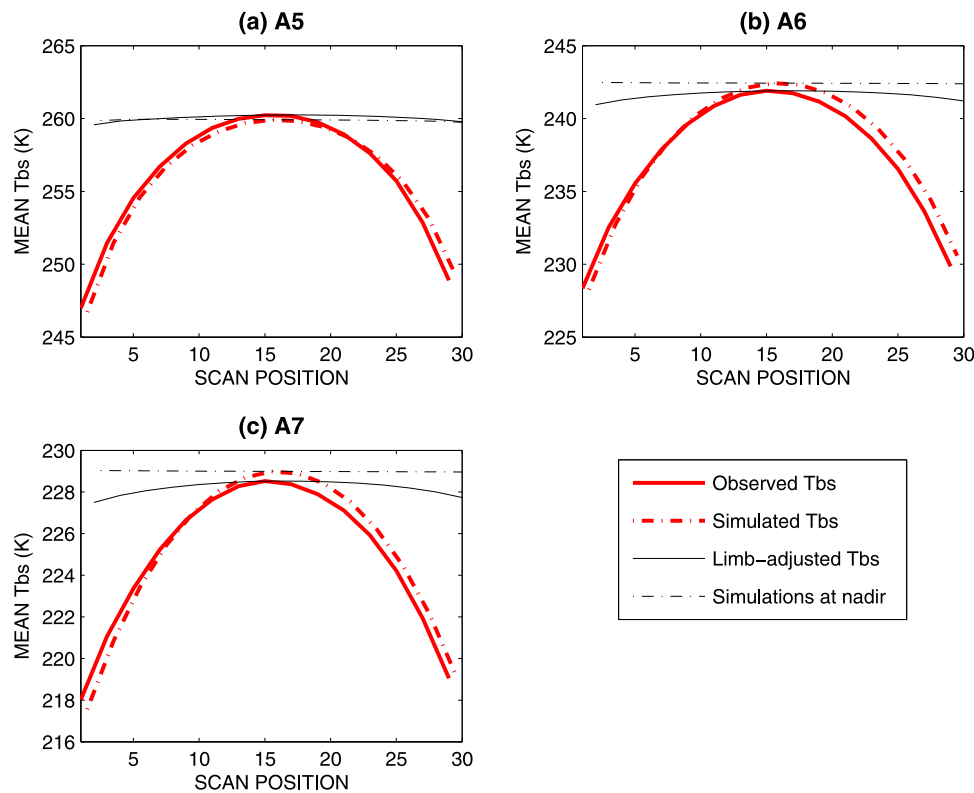 (a) A5
MEAN Tbs (K)
265
260
255
250
245
5 10 15 20 25 30
SCAN POSITION
(b) A6
MEAN Tbs (K)
245
240
235
230
225
5 10 15 20 25 30
SCAN POSITION
(c) A7
MEAN Tbs (K)
230
228
226
224
222
220
218
216
5 10 15 20 25 30
SCAN POSITION
Observed Tbs
Simulated Tbs
Limb-adjusted Tbs
Simulations at nadir